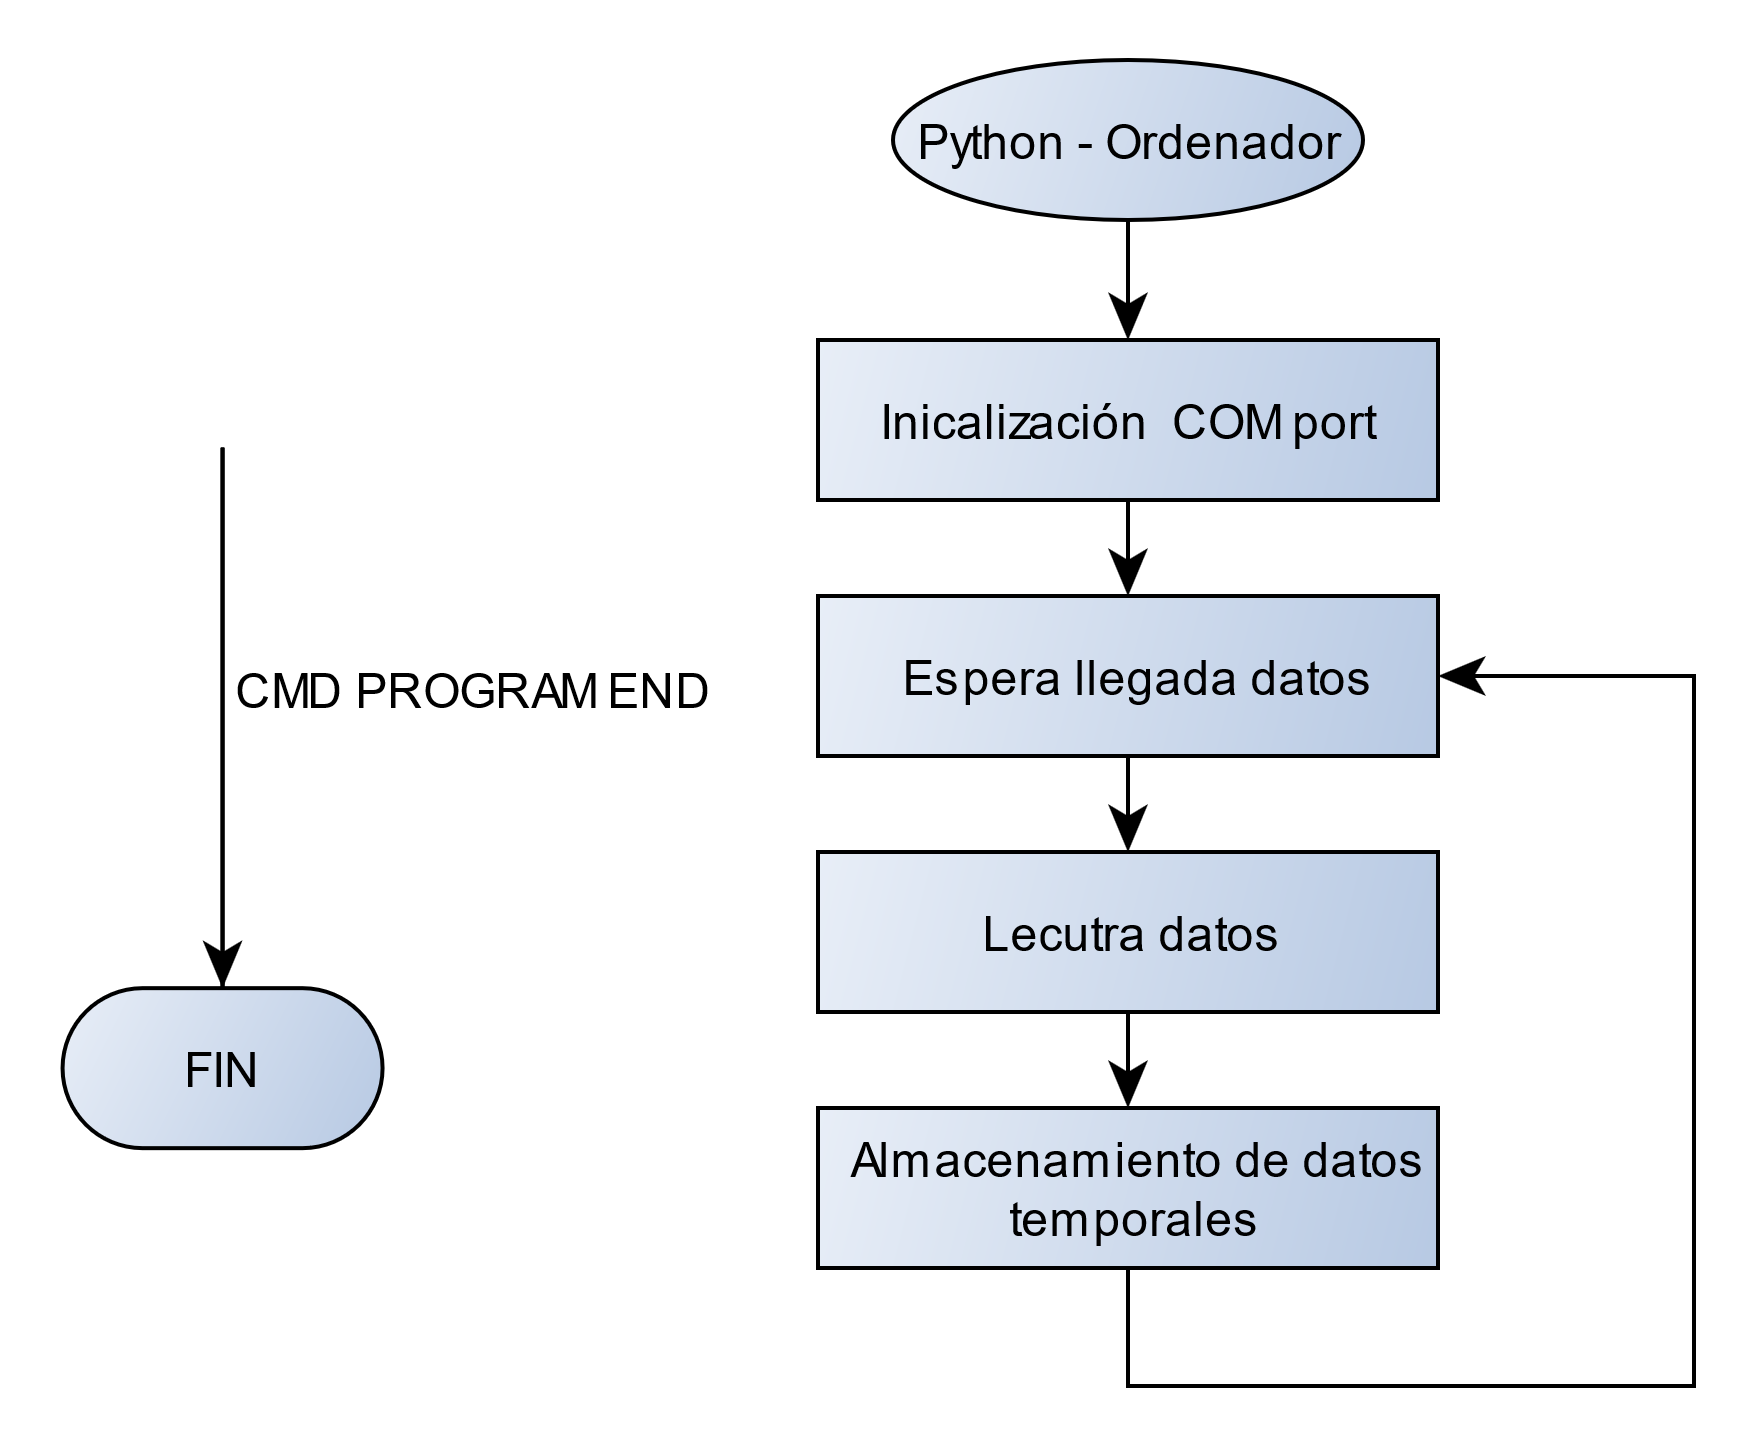 Python - Ordenador
Inicalización COM port
Espera llegada datos
CMD PROGRAM END
Lecutra datos
FIN
Almacenamiento de datos
temporales